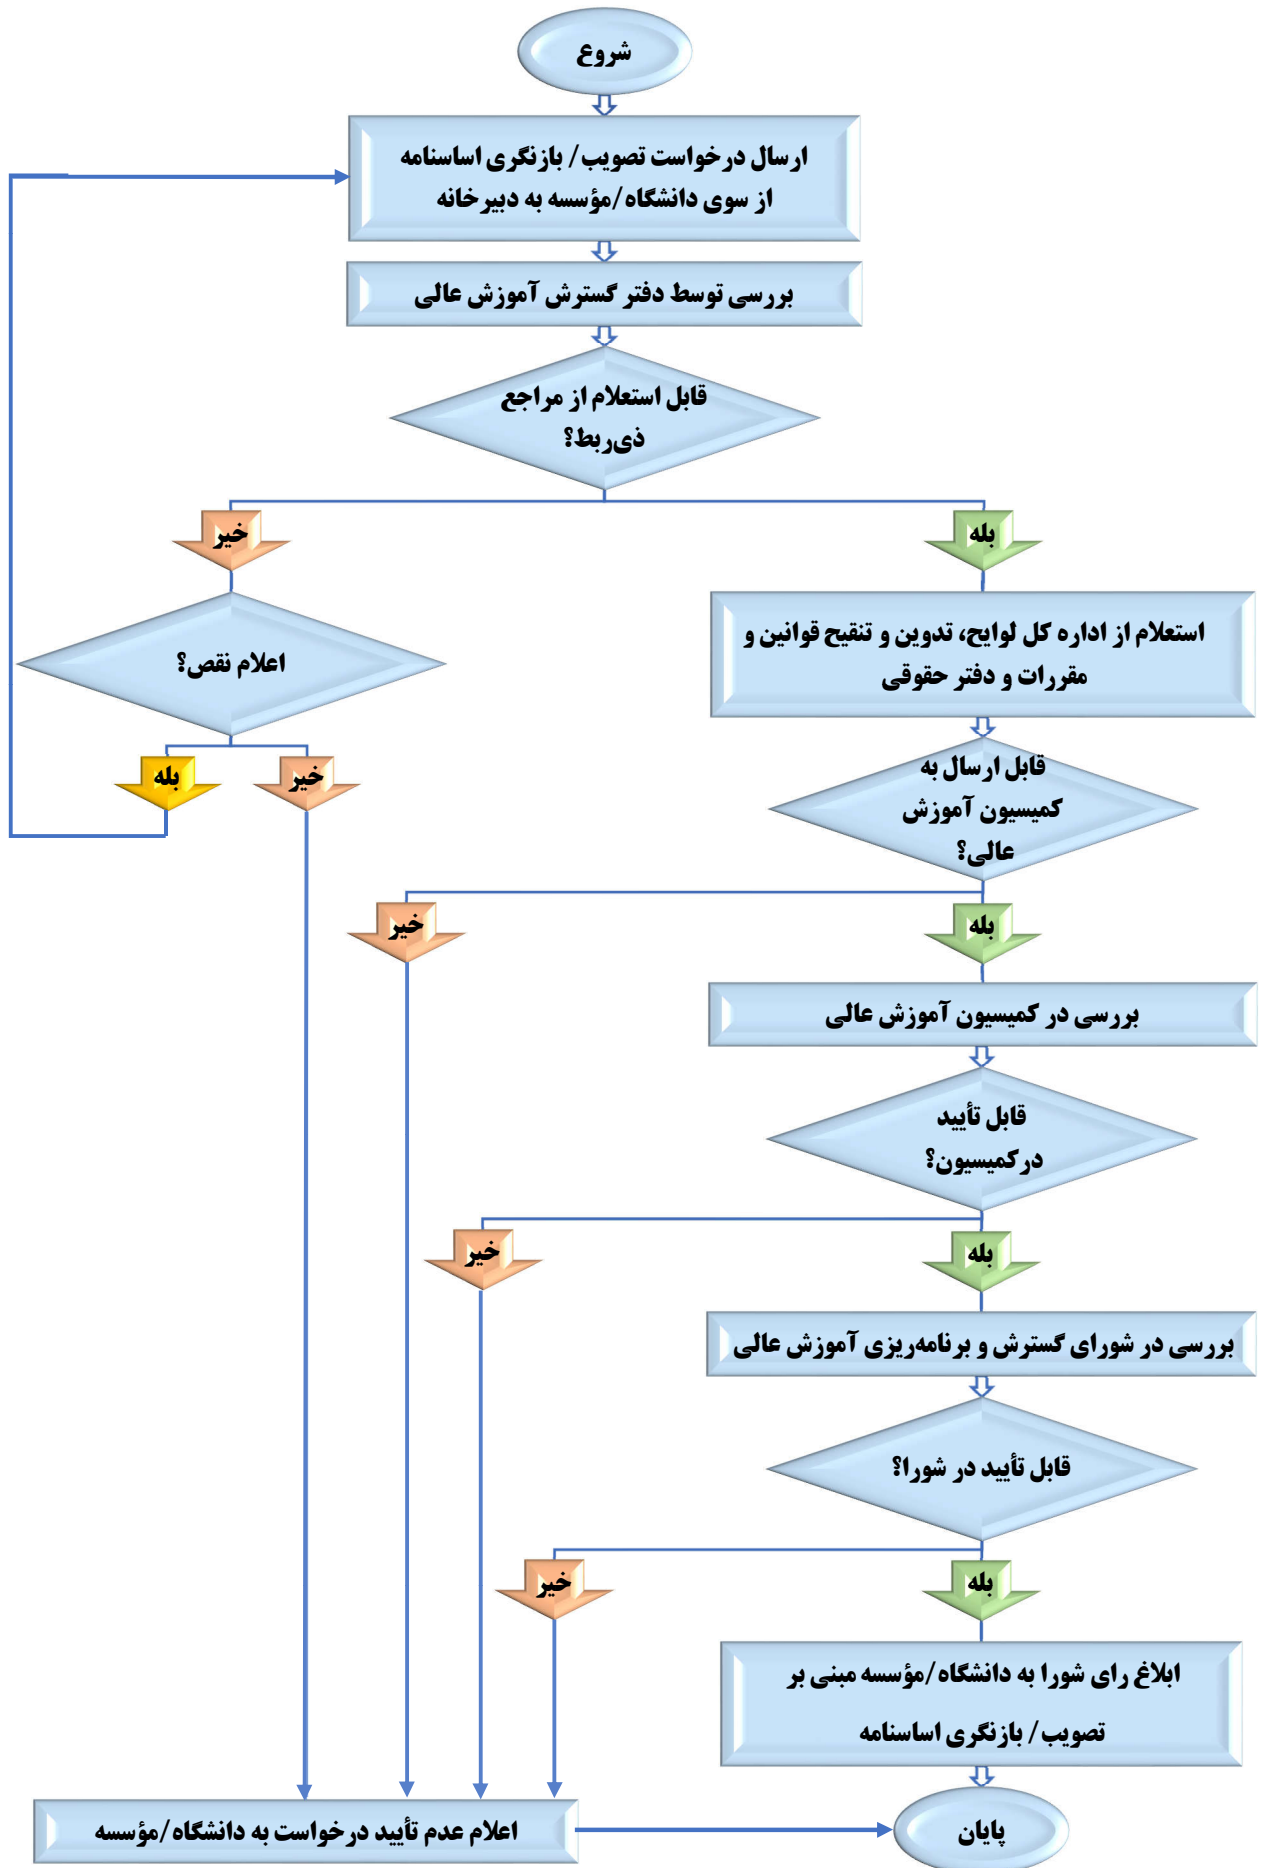 شروع
ارسال درخواست تصویب/ بازنگری اساسنامه
از سوی دانشگاه/مؤسسه به دبیرخانه
بررسی توسط دفتر گسترش آموزش عالی
قابل استعلام از مراجع
ذی‌ربط؟
خیر
بله
اعلام نقص؟
استعلام از اداره کل لوایح، تدوین و تنقیح قوانین و
مقررات و دفتر حقوقی
بله
خیر
قابل ارسال به
کمیسیون آموزش
عالی؟
خیر
بله
بررسی در کمیسیون آموزش عالی
قابل تأیید
در کمیسیون؟
خیر
بله
بررسی در شورای گسترش و برنامه‌ریزی آموزش عالی
قابل تأیید در شورا؟
خیر
بله
ابلاغ رای شورا به دانشگاه/مؤسسه مبنی بر
تصویب/ بازنگری اساسنامه
اعلام عدم تأیید درخواست به دانشگاه/مؤسسه
پایان